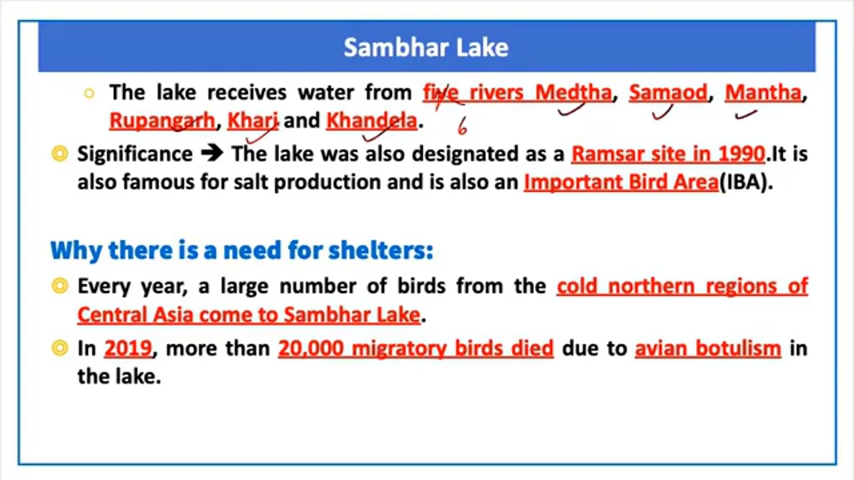 Sambhar Lake
The lake receives water from five rivers Medtha, Samaod, Mantha,
Rupangarh, Khari and Khandela.
6
Significance → The lake was also designated as a Ramsar site in 1990.It is
also famous for salt production and is also an Important Bird Area(IBA).
Why there is a need for shelters:
Every year, a large number of birds from the cold northern regions of
Central Asia come to Sambhar Lake.
In 2019, more than 20,000 migratory birds died due to avian botulism in
the lake.